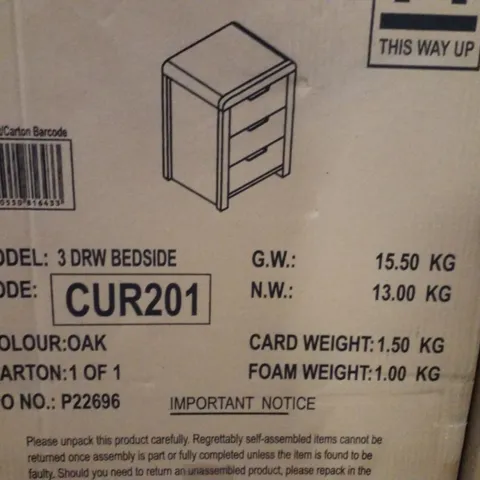 THIS WAY UP
/Carton Barcode
ODEL: 3 DRW BEDSIDE
G.W.: 15.50 KG
ODE: CUR201
N.W.: 13.00 KG
OLOUR:OAK
CARD WEIGHT:1.50 KG
ARTON:1 OF 1
FOAM WEIGHT:1.00 KG
O NO.: P22696
IMPORTANT NOTICE
Please unpack this product carefully. Regrettably self-assembled items cannot be
returned once assembly is part or fully completed unless the item is found to be
faulty. Should you need to return an unassembled product, please repack in the